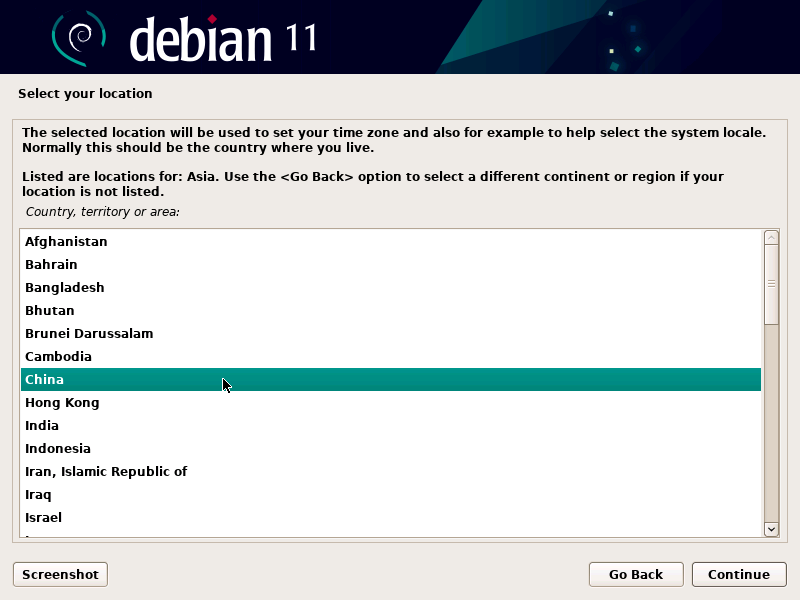 debian 11
Select your location
The selected location will be used to set your time zone and also for example to help select the system locale.
Normally this should be the country where you live.
Listed are locations for: Asia. Use the <Go Back> option to select a different continent or region if your
location is not listed.
Country, territory or area:
Afghanistan
Bahrain
Bangladesh
Bhutan
Brunei Darussalam
Cambodia
China
Hong Kong
India
Indonesia
Iran, Islamic Republic of
Iraq
Israel
Screenshot
Go Back
Continue